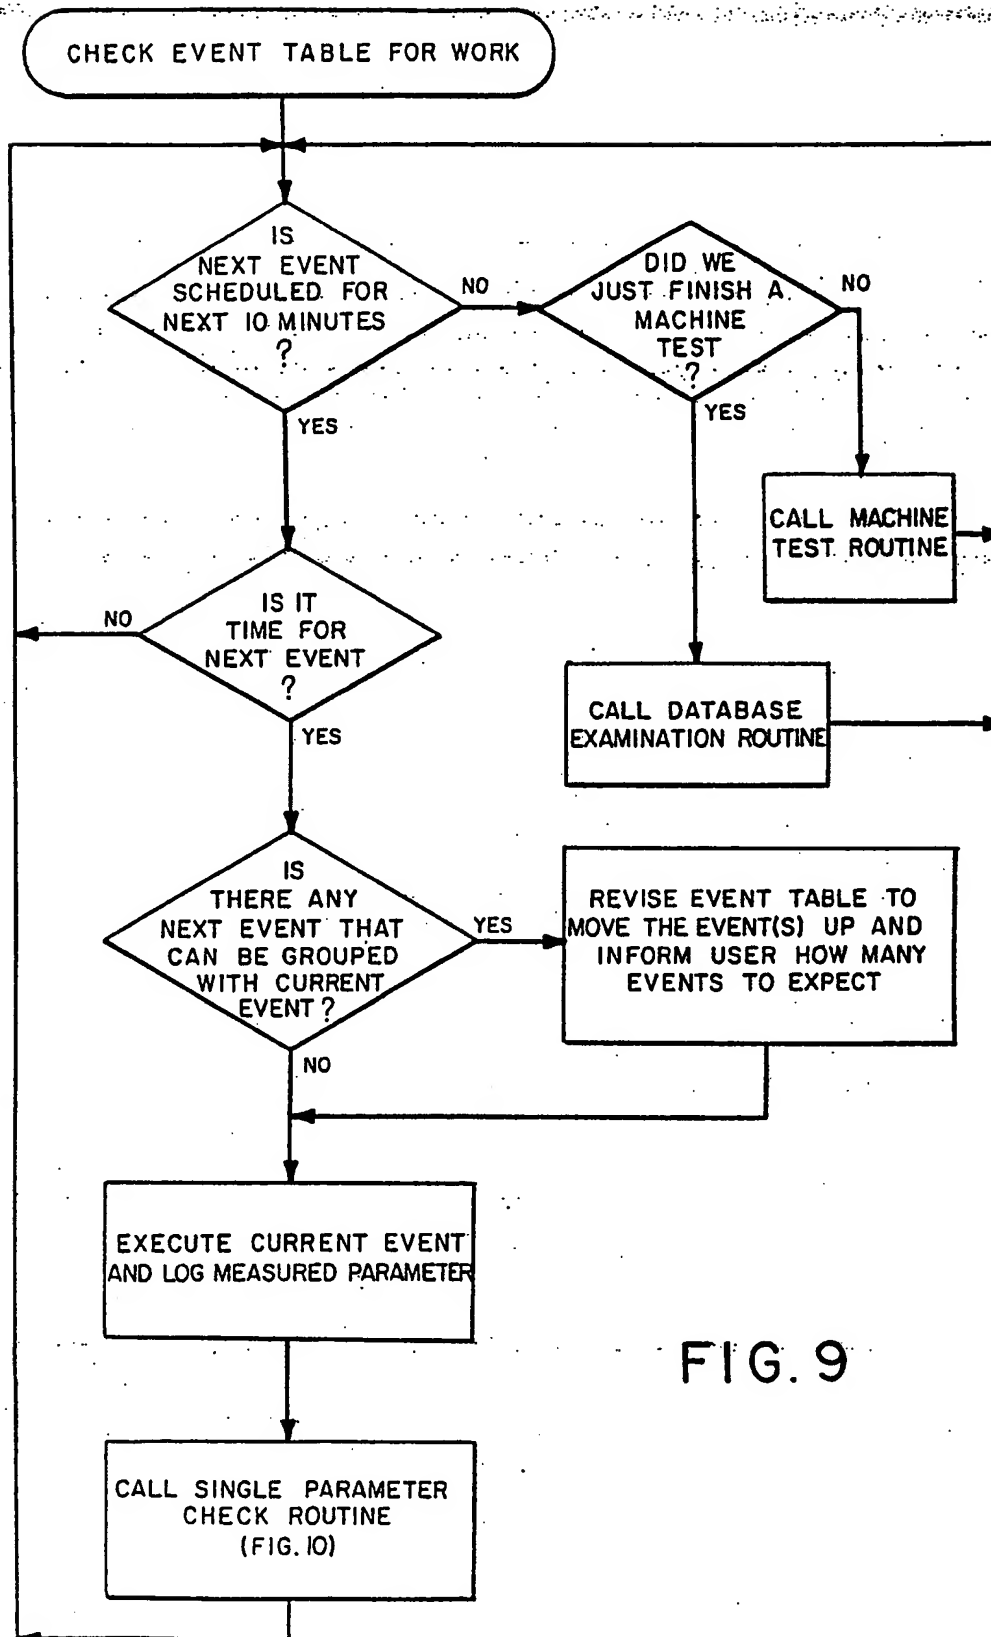 CHECK EVENT TABLE FOR WORK
IS
NEXT EVENT
SCHEDULED FOR
NEXT 10 MINUTES
?
NO
YES
DID WE
JUST FINISH A
MACHINE
TEST
?
NO
YES
CALL MACHINE
TEST ROUTINE
IS IT
TIME FOR
NEXT EVENT
?
NO
YES
CALL DATABASE
EXAMINATION ROUTINE
IS
THERE ANY
NEXT EVENT THAT
CAN BE GROUPED
WITH CURRENT
EVENT?
YES
NO
REVISE EVENT TABLE TO
MOVE THE EVENT(S) UP AND
INFORM USER HOW MANY
EVENTS TO EXPECT
EXECUTE CURRENT EVENT
AND LOG MEASURED PARAMETER
FIG. 9
CALL SINGLE PARAMETER
CHECK ROUTINE
(FIG. 10)